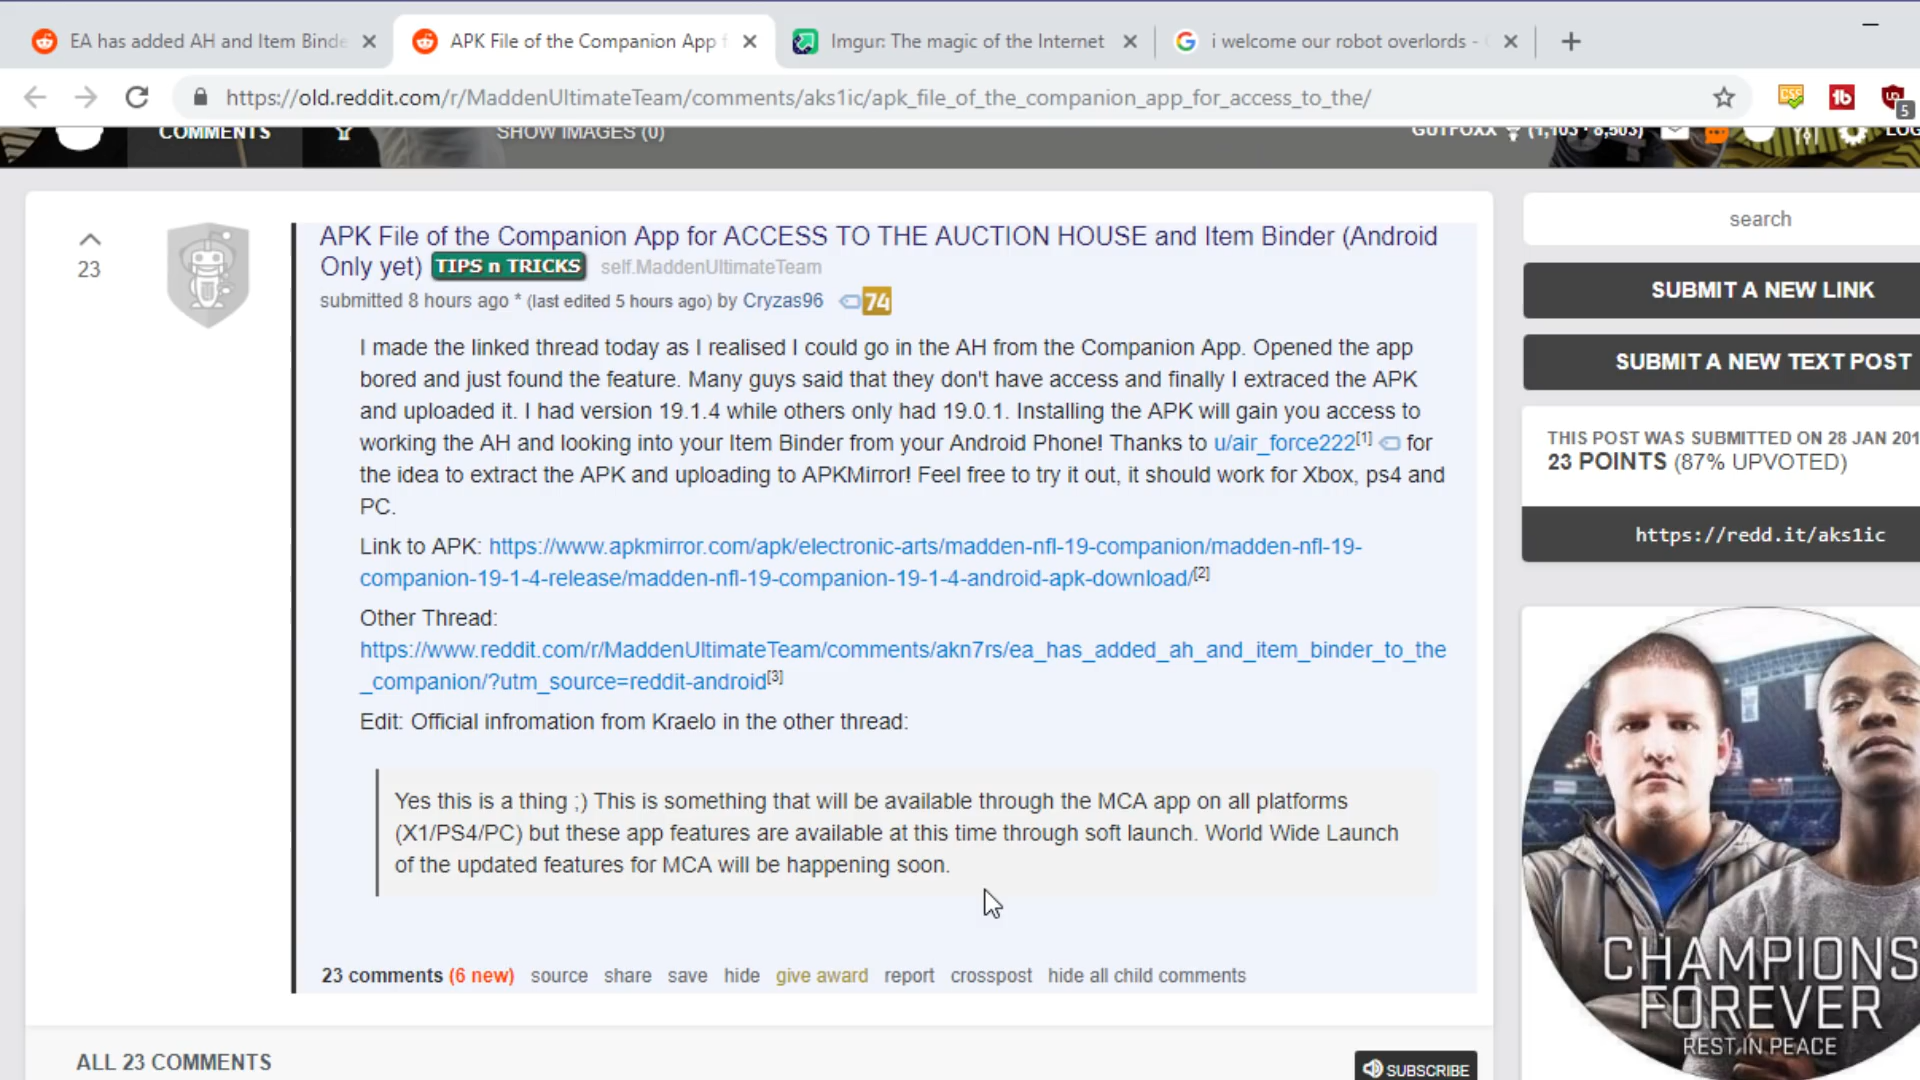 EA has added AH and Item Binde
APK File of the Companion App f
Imgur: The magic of the Internet
i welcome our robot overlords -
https://old.reddit.com/r/MaddenUltimateTeam/comments/aks1ic/apk_file_of_the_companion_app_for_access_to_the/
5
COMMENTS
SHOW IMAGES (0)
GUTFOXX (1,103 · 8,503)
LOG
23
APK File of the Companion App for ACCESS TO THE AUCTION HOUSE and Item Binder (Android
Only yet) TIPS n TRICKS self.MaddenUltimateTeam
submitted 8 hours ago * (last edited 5 hours ago) by Cryzas96 74
I made the linked thread today as I realised I could go in the AH from the Companion App. Opened the app
bored and just found the feature. Many guys said that they don't have access and finally I extraced the APK
and uploaded it. I had version 19.1.4 while others only had 19.0.1. Installing the APK will gain you access to
working the AH and looking into your Item Binder from your Android Phone! Thanks to u/air_force222[1] for
the idea to extract the APK and uploading to APKMirror! Feel free to try it out, it should work for Xbox, ps4 and
PC.
Link to APK: https://www.apkmirror.com/apk/electronic-arts/madden-nfl-19-companion/madden-nfl-19-
companion-19-1-4-release/madden-nfl-19-companion-19-1-4-android-apk-download/[2]
Other Thread:
https://www.reddit.com/r/MaddenUltimateTeam/comments/akn7rs/ea_has_added_ah_and_item_binder_to_the
_companion/?utm_source=reddit-android[3]
Edit: Official infromation from Kraelo in the other thread:
Yes this is a thing ;) This is something that will be available through the MCA app on all platforms
(X1/PS4/PC) but these app features are available at this time through soft launch. World Wide Launch
of the updated features for MCA will be happening soon.
23 comments (6 new) source share save hide give award report crosspost hide all child comments
ALL 23 COMMENTS
SUBSCRIBE
search
SUBMIT A NEW LINK
SUBMIT A NEW TEXT POST
THIS POST WAS SUBMITTED ON 28 JAN 201
23 POINTS (87% UPVOTED)
https://redd.it/aks1ic
CHAMPIONS
FOREVER
REST IN PEACE